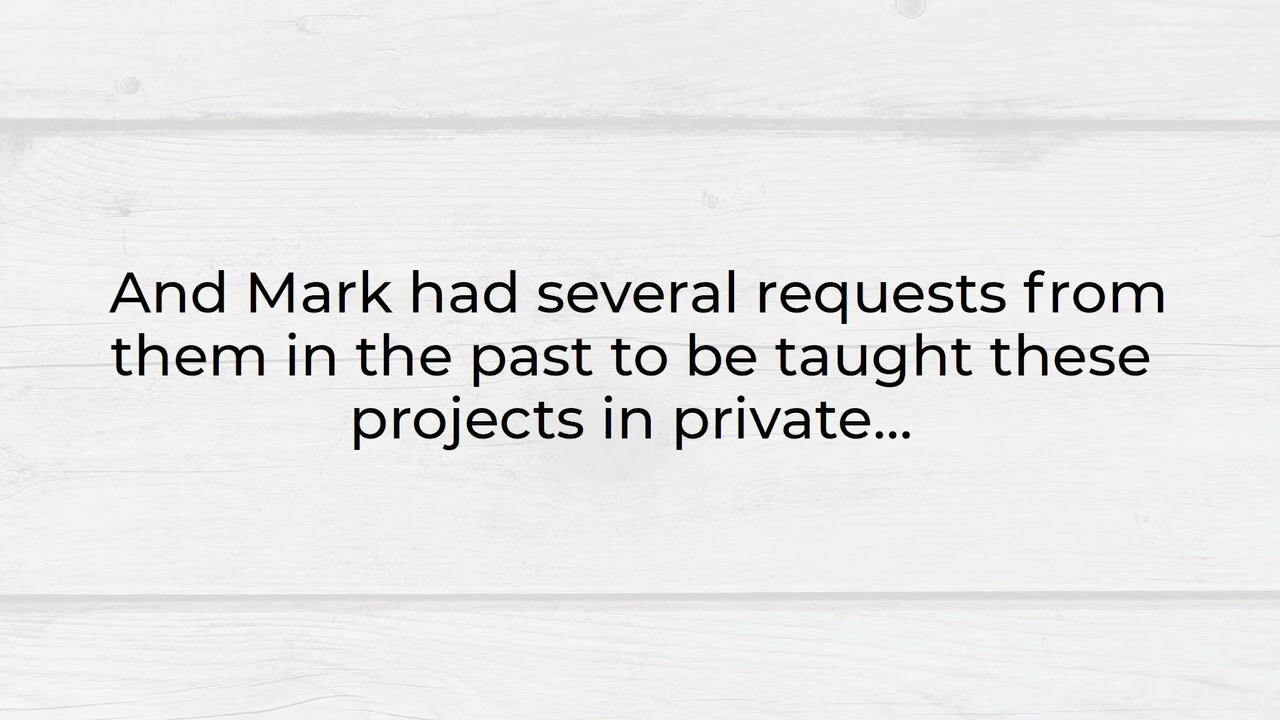 And Mark had several requests from
them in the past to be taught these
projects in private...